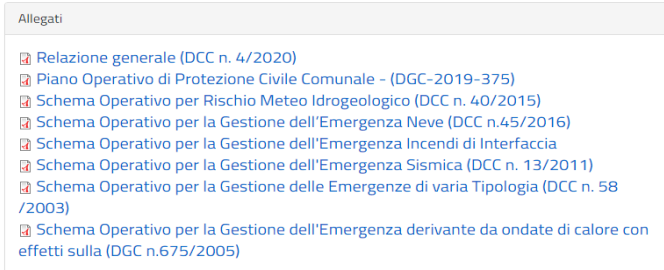 Allegati
Relazione generale (DCC n. 4/2020)
Piano Operativo di Protezione Civile Comunale - (DGC-2019-375)
Schema Operativo per Rischio Meteo Idrogeologico (DCC n. 40/2015)
Schema Operativo per la Gestione dell’Emergenza Neve (DCC n.45/2016)
Schema Operativo per la Gestione dell'Emergenza Incendi di Interfaccia
Schema Operativo per la Gestione dell'Emergenza Sismica (DCC n. 13/2011)
Schema Operativo per la Gestione delle Emergenze di varia Tipologia (DCC n. 58
/2003)
Schema Operativo per la Gestione dell'Emergenza derivante da ondate di calore con
effetti sulla (DGC n.675/2005)